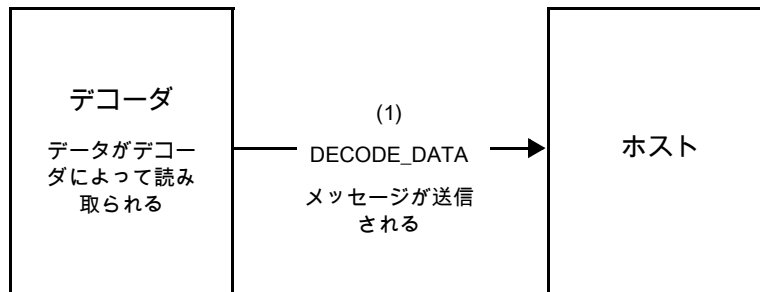 デコーダ
データがデコー
ダによって読み
取られる
(1)
DECODE_DATA
メッセージが送信
される
ホスト